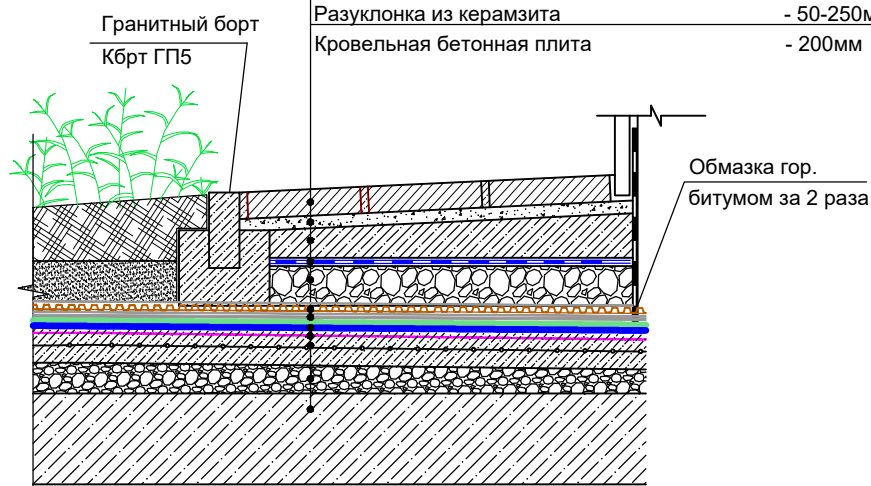 Гранитный борт
Кбрт ГП5
Разуклонка из керамзита - 50-250м
Кровельная бетонная плита - 200мм
Обмазка гор.
битумом за 2 раза